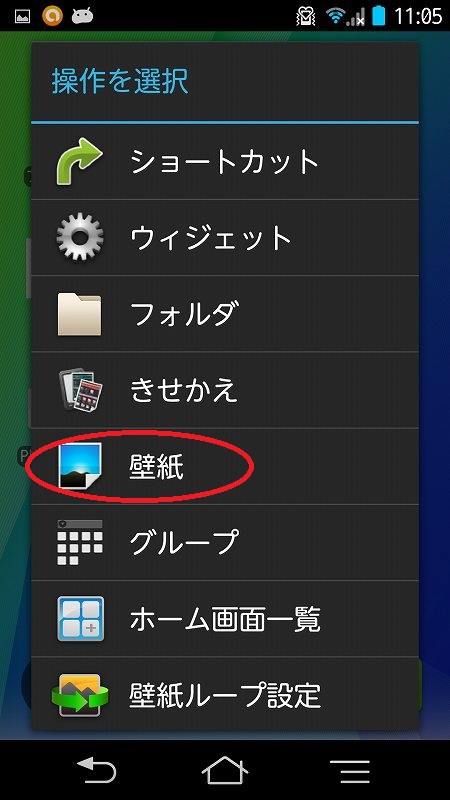 11:05
操作を選択
ショートカット
ウィジェット
フォルダ
きせかえ
壁紙
グループ
ホーム画面一覧
壁紙ループ設定